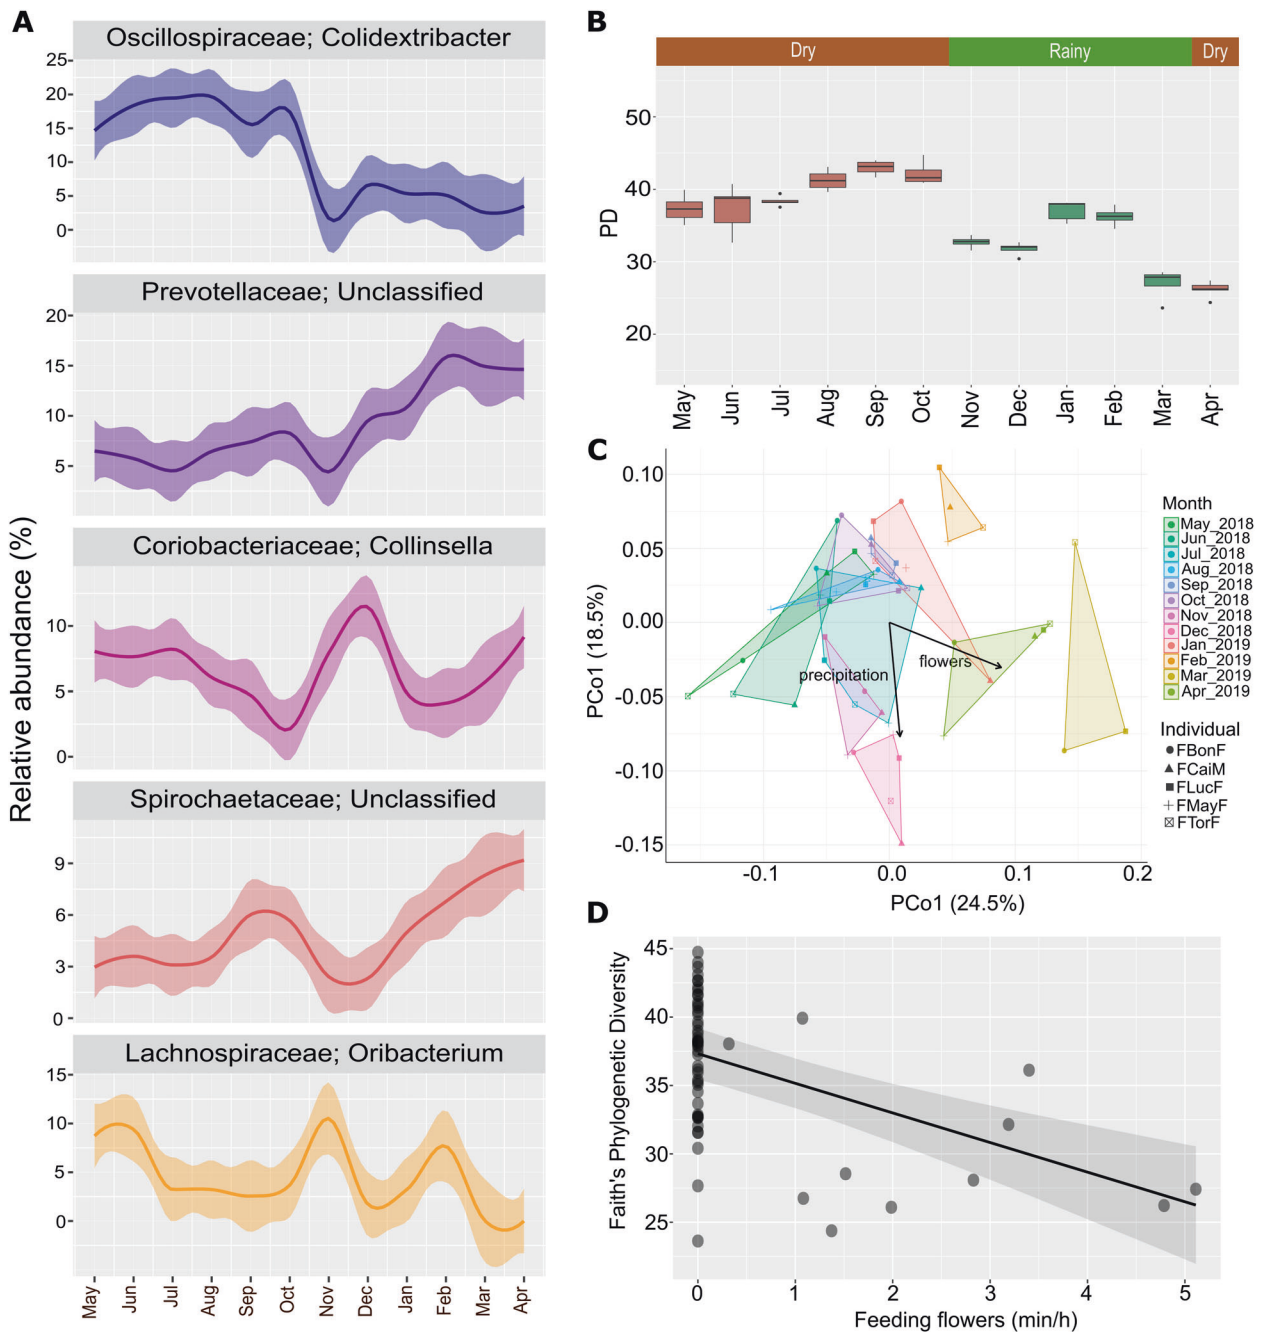 A
Relative abundance (%)
Oscillospiraceae; Colidextribacter
25
20
15
10
5
0
Prevotellaceae; Unclassified
20
15
10
5
Coriobacteriaceae; Collinsella
10
5
0
Spirochaetaceae; Unclassified
9
6
3
0
Lachnospiraceae; Oribacterium
15
10
5
0
May Jun Jul Aug Sep Oct Nov Dec Jan Feb Mar Apr
B
Dry Rainy Dry
PD
50
40
30
20
May Jun Jul Aug Sep Oct Nov Dec Jan Feb Mar Apr
C
PCo1 (18.5%)
0.10
0.05
0.00
-0.05
-0.10
-0.15
flowers
precipitation
-0.1 0.0 0.1 0.2
PCo1 (24.5%)
Month
May_2018
Jun_2018
Jul_2018
Aug_2018
Sep_2018
Oct_2018
Nov_2018
Dec_2018
Jan_2019
Feb_2019
Mar_2019
Apr_2019
Individual
FBonF
FCaiM
FLucF
FMayF
FTorF
D
Faith's Phylogenetic Diversity
45
40
35
30
25
0 1 2 3 4 5
Feeding flowers (min/h)